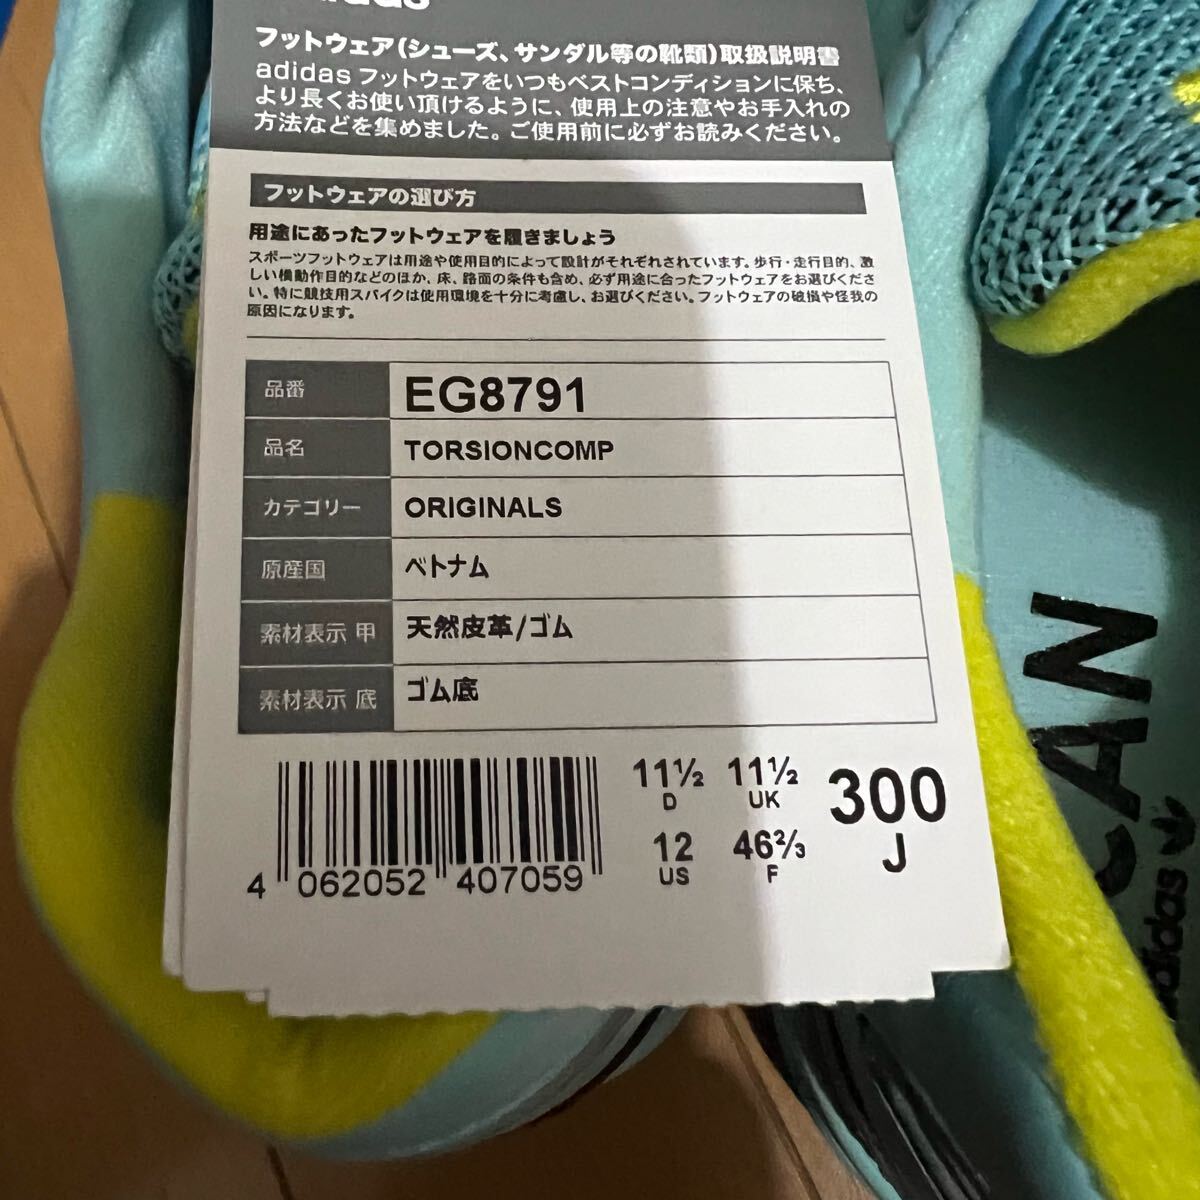 adidas
フットウェア(シューズ、サンダル等の靴類)取扱説明書
adidas フットウェアをいつもベストコンディションに保ち、
より長くお使い頂けるように、使用上の注意やお手入れの
方法などを集めました。ご使用前に必ずお読みください。
フットウェアの選び方
用途にあったフットウェアを履きましょう
スポーツフットウェアは用途や使用目的によって設計がそれぞれされています。歩行・走行目的、激
しい機動作目的などのほか、床、路面の条件も含め、必ず用途に合ったフットウェアをお選びくださ
い。特に競技用スパイクは使用環境を十分に考慮し、お選びください。フットウェアの破損や怪我の
原因になります。
品番 EG8791
品名 TORSIONCOMP
カテゴリー ORIGINALS
原産国 ベトナム
素材表示 甲 天然皮革/ゴム
素材表示 底 ゴム底
11½ 11½ 300
D UK J
12 46⅔
US F
4 062052 407059
CAN
adidas